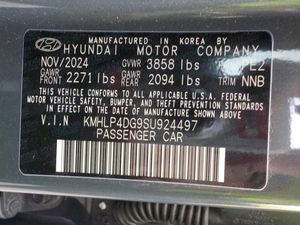 MANUFACTURED IN KOREA BY
HYUNDAI MOTOR COMPANY
NOV/2024 GVWR 3858 lbs
GAWR FRONT 2271 lbs GAWR REAR 2094 lbs TRIM NNB
THIS VEHICLE CONFORMS TO ALL APPLICABLE
U.S. FEDERAL MOTOR VEHICLE
SAFETY, BUMPER, AND THEFT PREVENTION
STANDARDS IN EFFECT ON THE DATE OF
MANUFACTURE SHOWN ABOVE.
V.I.N KMHLP4DG9SU924497
PASSENGER CAR